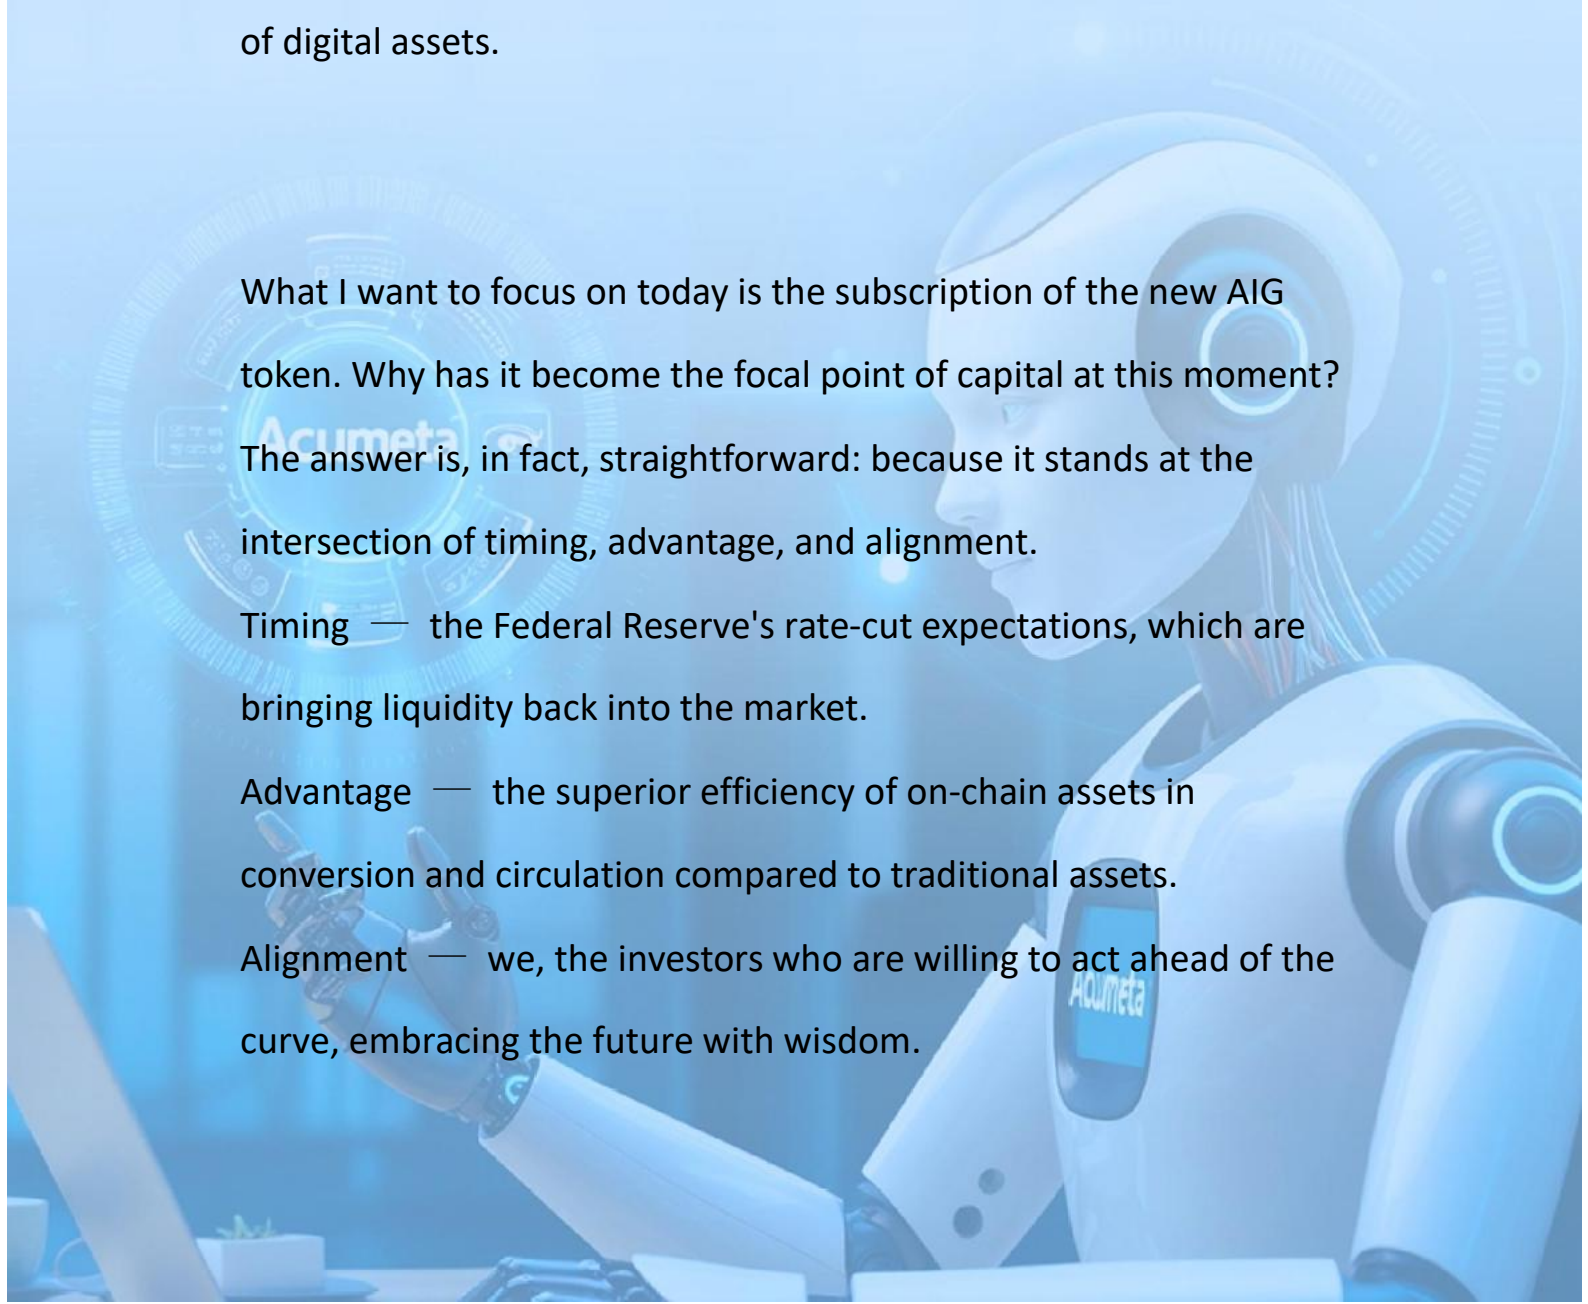 of digital assets.
What I want to focus on today is the subscription of the new AIG
token. Why has it become the focal point of capital at this moment?
Acumeta
The answer is, in fact, straightforward: because it stands at the
intersection of timing, advantage, and alignment.
Timing — the Federal Reserve's rate-cut expectations, which are
bringing liquidity back into the market.
Advantage — the superior efficiency of on-chain assets in
conversion and circulation compared to traditional assets.
Alignment — we, the investors who are willing to act ahead of the
Acumeta
curve, embracing the future with wisdom.